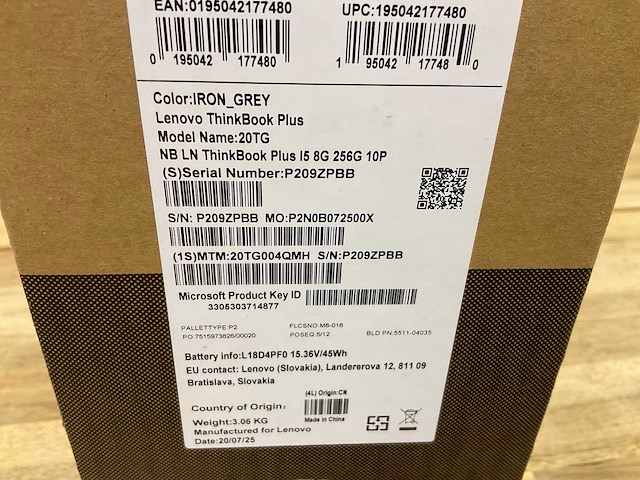 EAN:0195042177480
UPC:195042177480
0 195042 177480
1 95042 17748 0
Color:IRON_GREY
Lenovo ThinkBook Plus
Model Name:20TG
NB LN ThinkBook Plus I5 8G 256G 10P
(S)Serial Number:P209ZPBB
S/N: P209ZPBB MO:P2N0B072500X
(1S)MTM:20TG004QMH S/N:P209ZPBB
Microsoft Product Key ID
3305303714877
PALLETTYPE:P2
FLCSNO:M6-016
PO:7515973826/00020
POSEQ:5/12
BLD PN:5511-04035
Battery info:L18D4PF0 15.36V/45Wh
EU contact: Lenovo (Slovakia), Landererova 12, 811 09
Bratislava, Slovakia
(4L) Origin:CN
Country of Origin:
Made in China
Weight:3.06 KG
Manufactured for Lenovo
Date:20/07/25